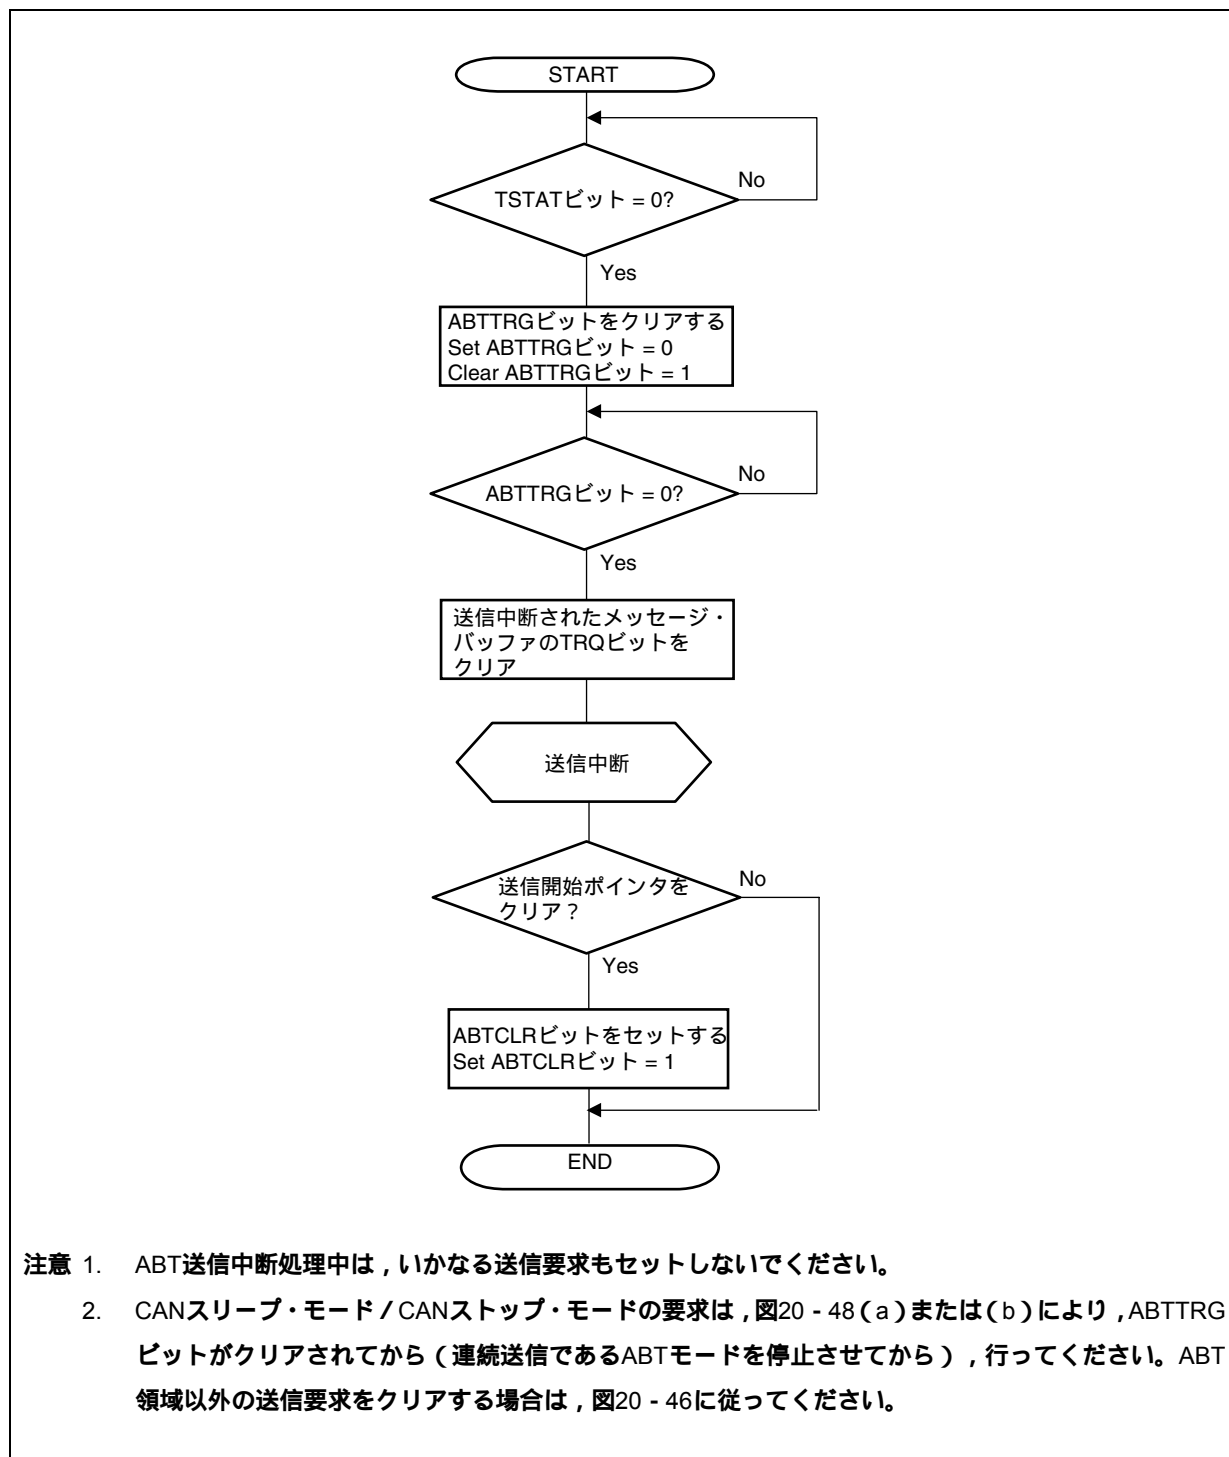 START
TSTATビット = 0?
No
Yes
ABTTRGビットをクリアする
Set ABTTRGビット = 0
Clear ABTTRGビット = 1
ABTTRGビット = 0?
No
Yes
送信中断されたメッセージ・
バッファのTRQビットを
クリア
送信中断
送信開始ポインタを
クリア？
No
Yes
ABTCLRビットをセットする
Set ABTCLRビット = 1
END
注意 1. ABT送信中断処理中は，いかなる送信要求もセットしないでください。
2. CANスリープ・モード／CANストップ・モードの要求は，図20 - 48（a）または（b）により，ABTTRG
ビットがクリアされてから（連続送信であるABTモードを停止させてから），行ってください。ABT
領域以外の送信要求をクリアする場合は，図20 - 46に従ってください。